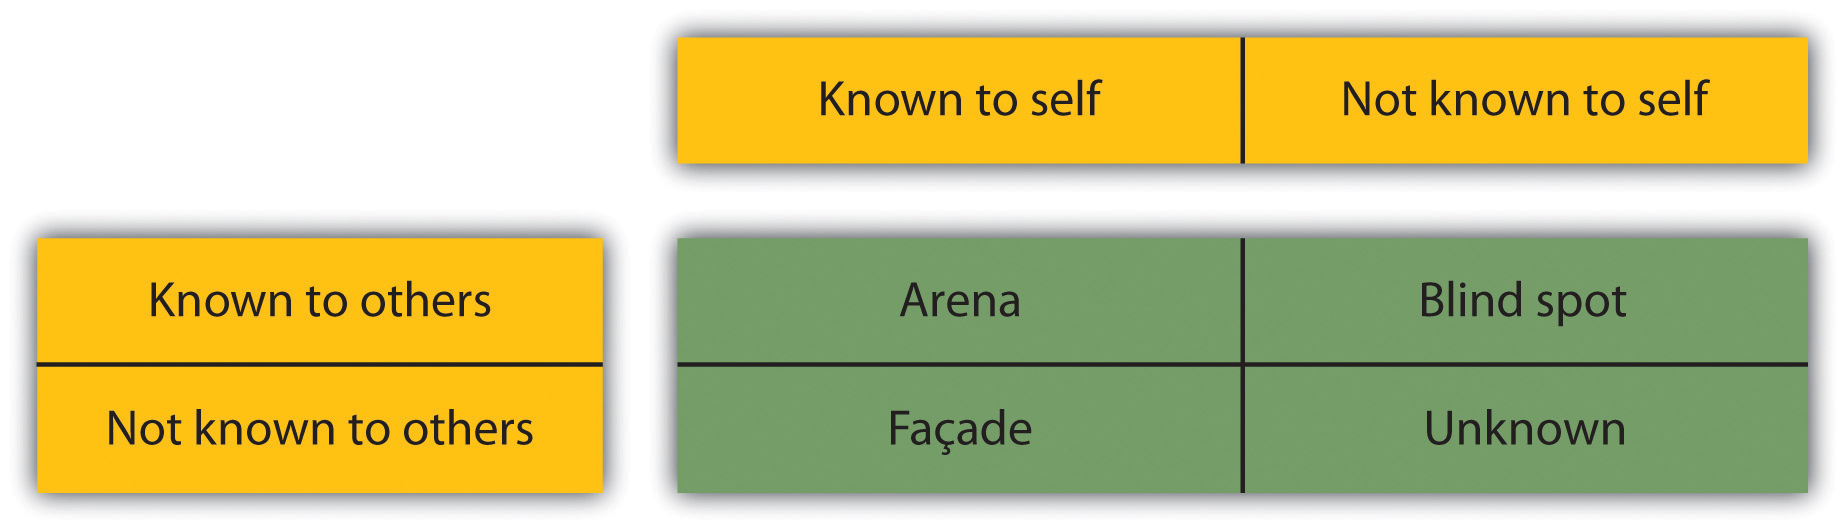 Known to self
Not known to self
Known to others
Arena
Blind spot
Not known to others
Façade
Unknown